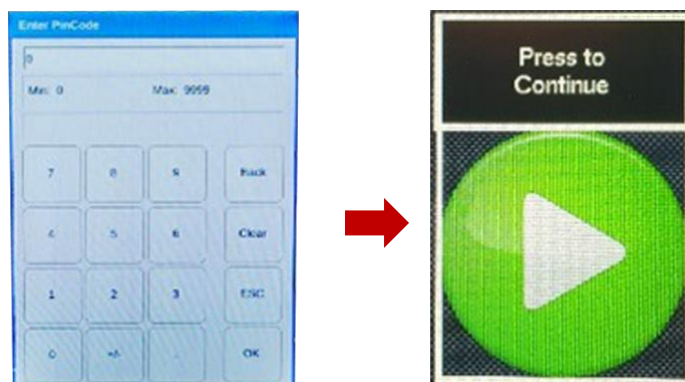 Enter PinCode
0
Min: 0 Max: 9999
7 8 9 Back
4 5 6 Clear
1 2 3 ESC
0 +/- . OK
Press to
Continue